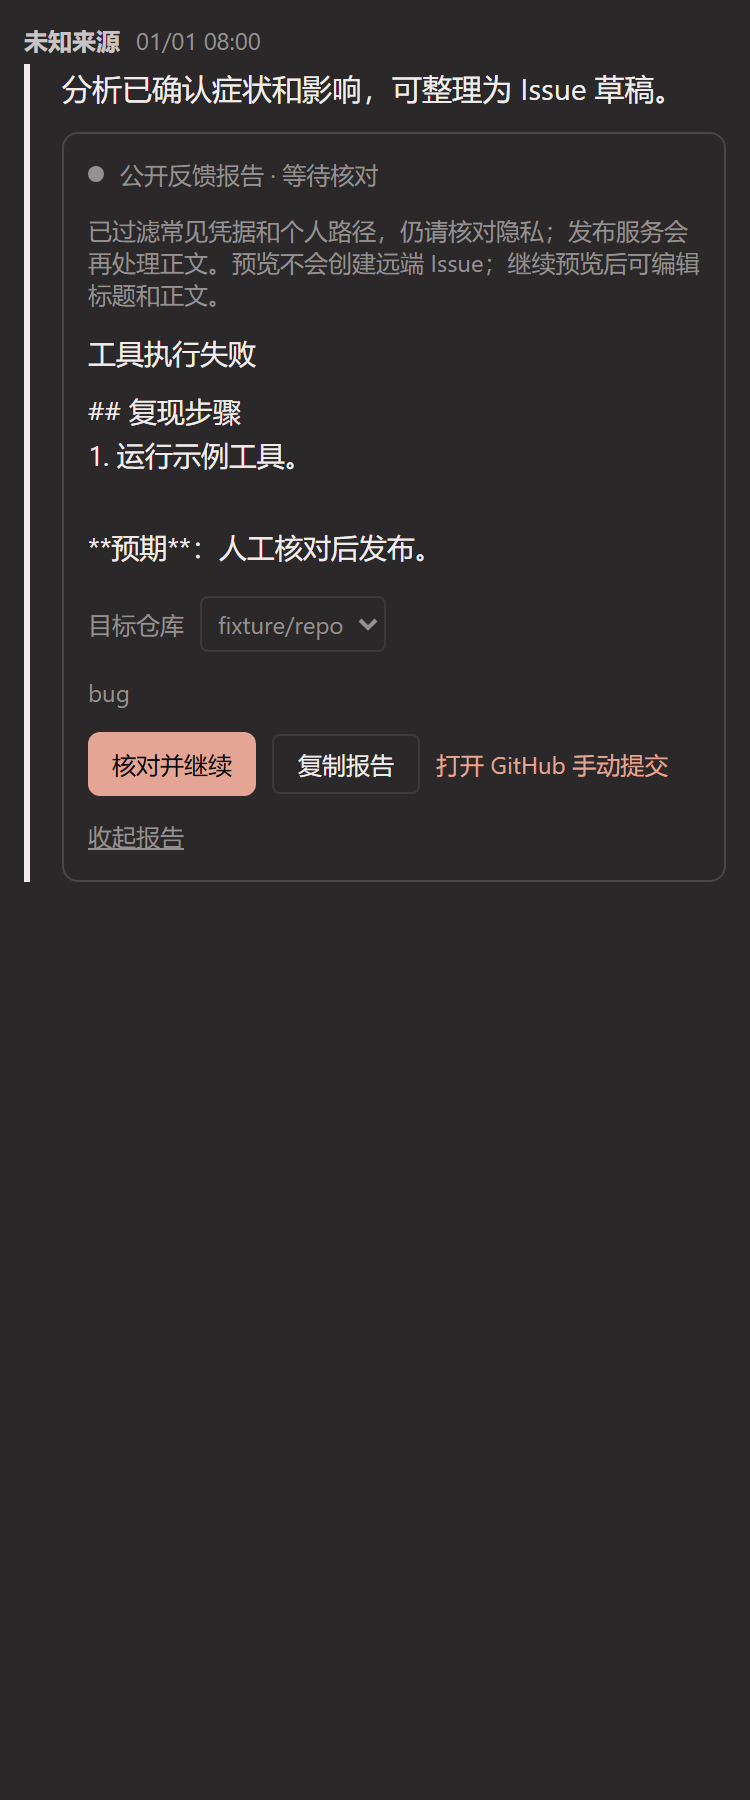 未知来源 01/01 08:00
分析已确认症状和影响，可整理为 Issue 草稿。
公开反馈报告 · 等待核对
已过滤常见凭据和个人路径，仍请核对隐私；发布服务会
再处理正文。预览不会创建远端 Issue；继续预览后可编辑
标题和正文。
工具执行失败
## 复现步骤
1. 运行示例工具。
**预期**：人工核对后发布。
目标仓库 fixture/repo
bug
核对并继续 复制报告 打开 GitHub 手动提交
收起报告